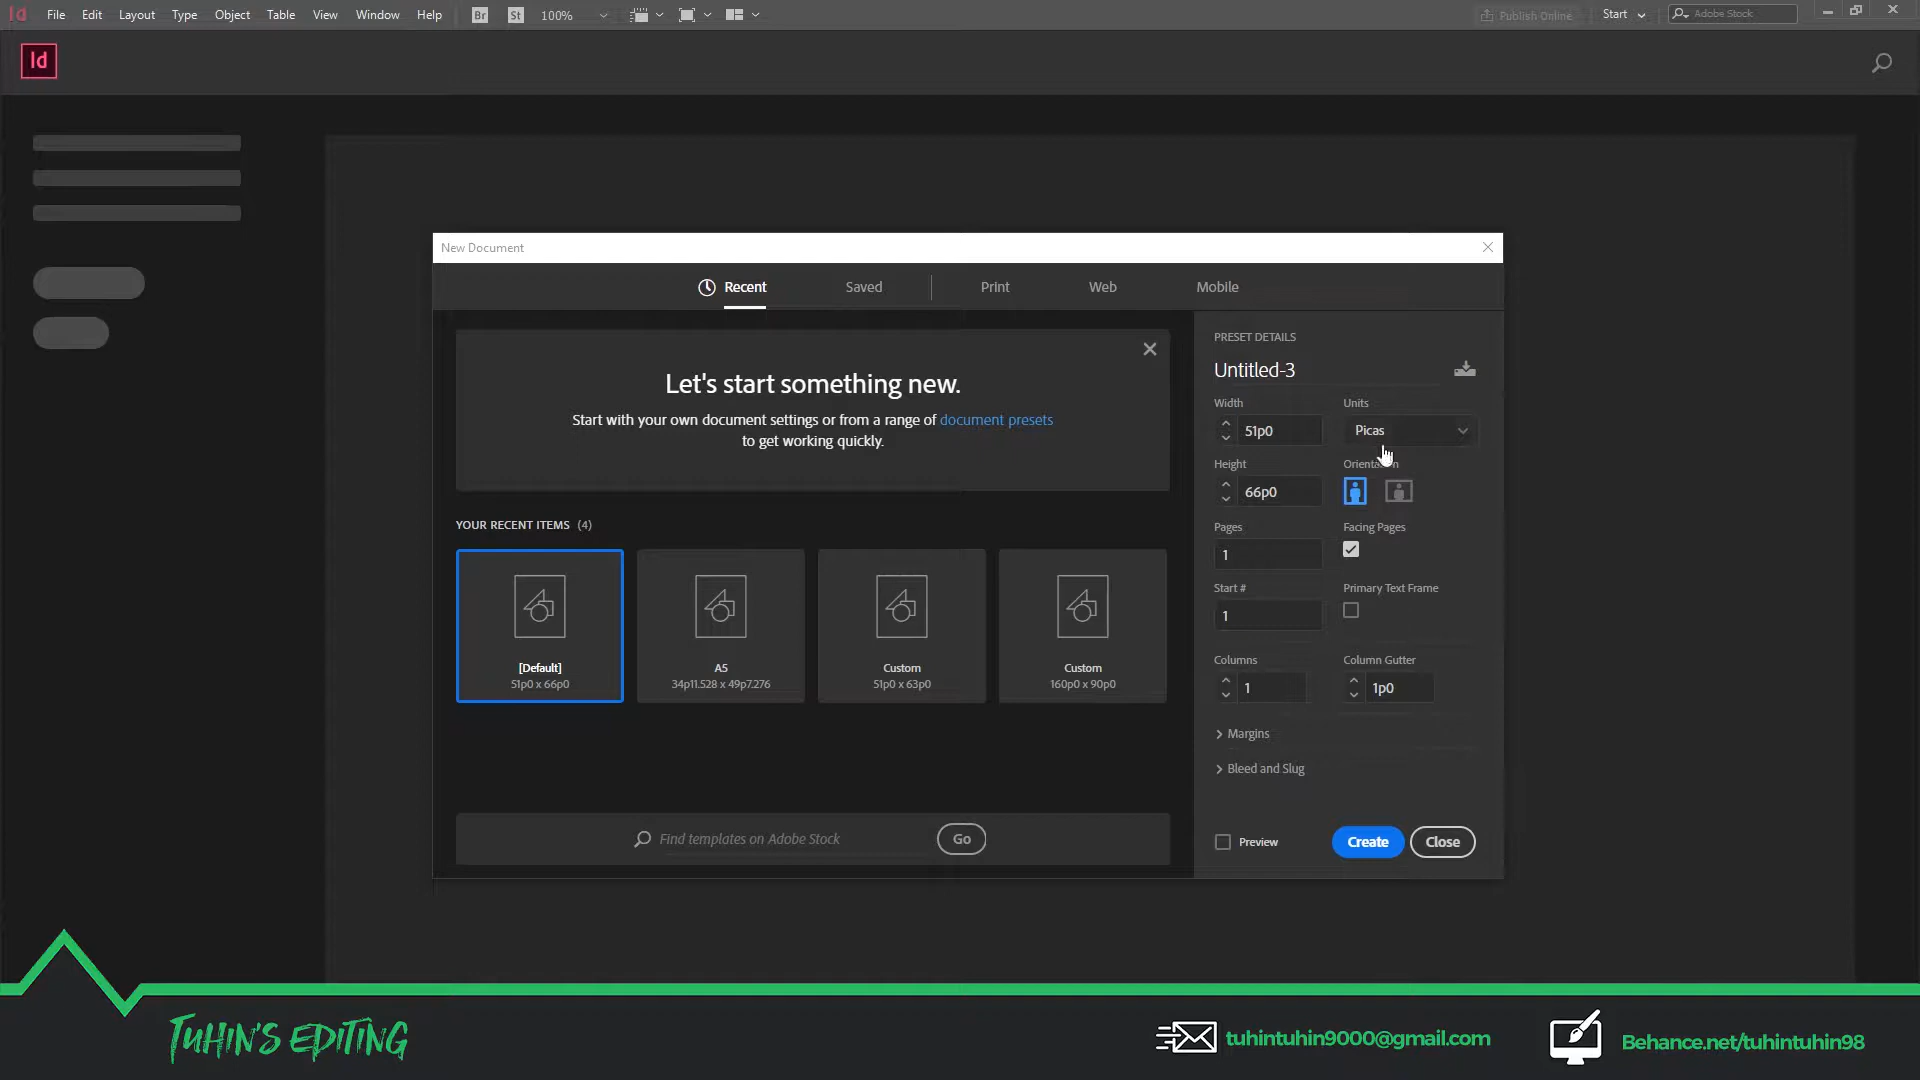 Id File Edit Layout Type Object Table View Window Help Br St 100% Publish Online Start Adobe Stock
Id
New Document
Recent Saved Print Web Mobile
Let's start something new.
Start with your own document settings or from a range of document presets
to get working quickly.
YOUR RECENT ITEMS (4)
[Default]
51p0 x 66p0
A5
34p11.528 x 49p7.276
Custom
51p0 x 63p0
Custom
160p0 x 90p0
Find templates on Adobe Stock Go
PRESET DETAILS
Untitled-3
Width Units
51p0 Picas
Height Orientation
66p0
Pages Facing Pages
1
Start # Primary Text Frame
1
Columns Column Gutter
1 1p0
Margins
Bleed and Slug
Preview Create Close
TUHIN'S EDITING
tuhintuhin9000@gmail.com
Behance.net/tuhintuhin98